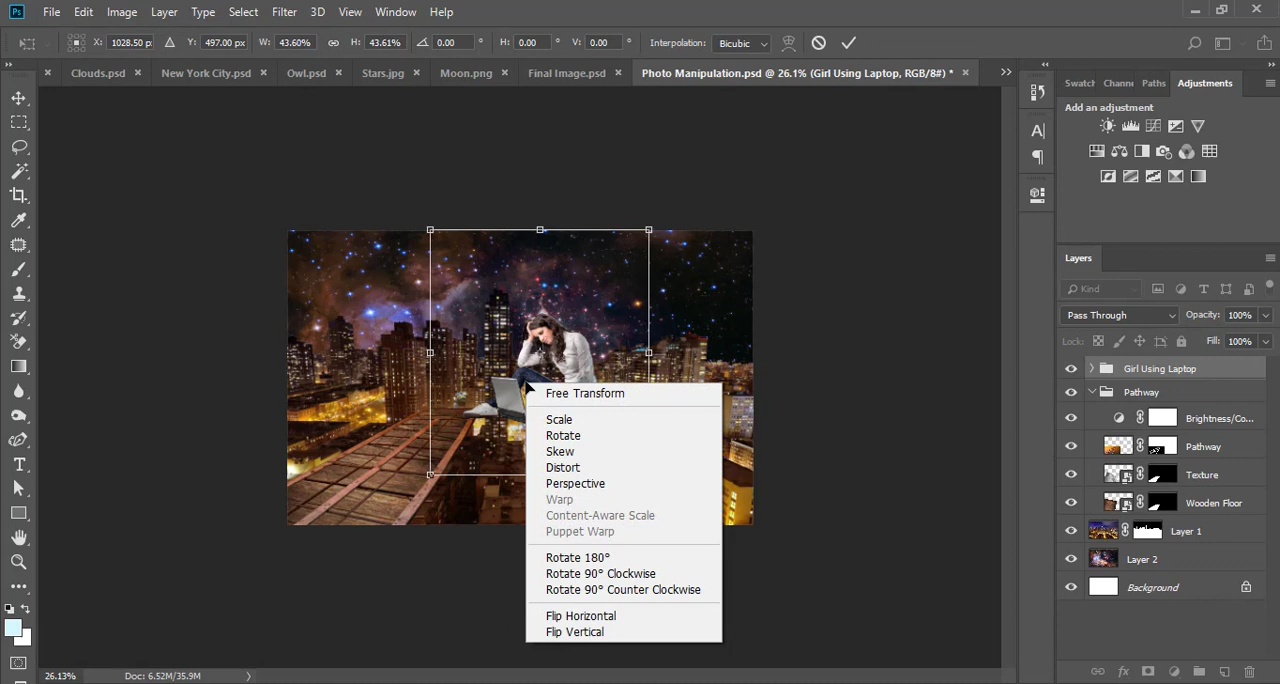 Ps File Edit Image Layer Type Select Filter 3D View Window Help
X: 1028.50 px Y: 497.00 px W: 43.60% H: 43.61% 0.00 ° H: 0.00 ° V: 0.00 ° Interpolation: Bicubic
Clouds.psd × New York City.psd × Owl.psd × Stars.jpg × Moon.png × Final Image.psd × Photo Manipulation.psd @ 26.1% (Girl Using Laptop, RGB/8#) * ×
Swatch Channe Paths Adjustments
Add an adjustment
Layers
Kind
Pass Through Opacity: 100%
Lock: Fill: 100%
Girl Using Laptop
Pathway
Brightness/Co...
Pathway
Texture
Wooden Floor
Layer 1
Layer 2
Background
Free Transform
Scale
Rotate
Skew
Distort
Perspective
Warp
Content-Aware Scale
Puppet Warp
Rotate 180°
Rotate 90° Clockwise
Rotate 90° Counter Clockwise
Flip Horizontal
Flip Vertical
26.13% Doc: 6.52M/35.9M